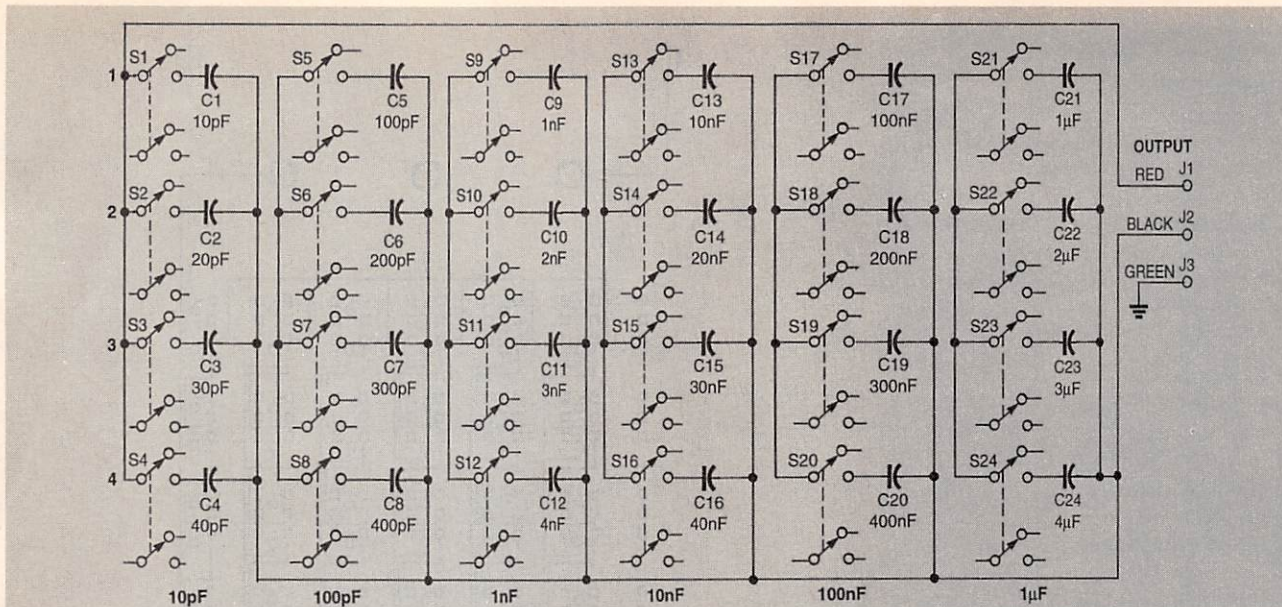 S1 S5 S9 S13 S17 S21
1
C1 C5 C9 C13 C17 C21
10pF 100pF 1nF 10nF 100nF 1µF
OUTPUT
RED J1
S2 S6 S10 S14 S18 S22
2
C2 C6 C10 C14 C18 C22
20pF 200pF 2nF 20nF 200nF 2µF
BLACK J2
GREEN J3
S3 S7 S11 S15 S19 S23
3
C3 C7 C11 C15 C19 C23
30pF 300pF 3nF 30nF 300nF 3µF
S4 S8 S12 S16 S20 S24
4
C4 C8 C12 C16 C20 C24
40pF 400pF 4nF 40nF 400nF 4µF
10pF 100pF 1nF 10nF 100nF 1µF